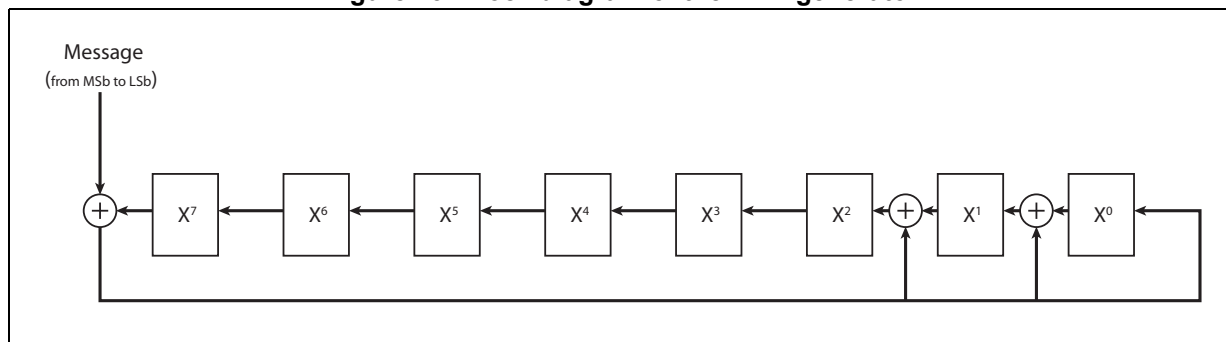 Message
(from MSb to LSb)
+ X⁷ X⁶ X⁵ X⁴ X³ X² + X¹ + X⁰